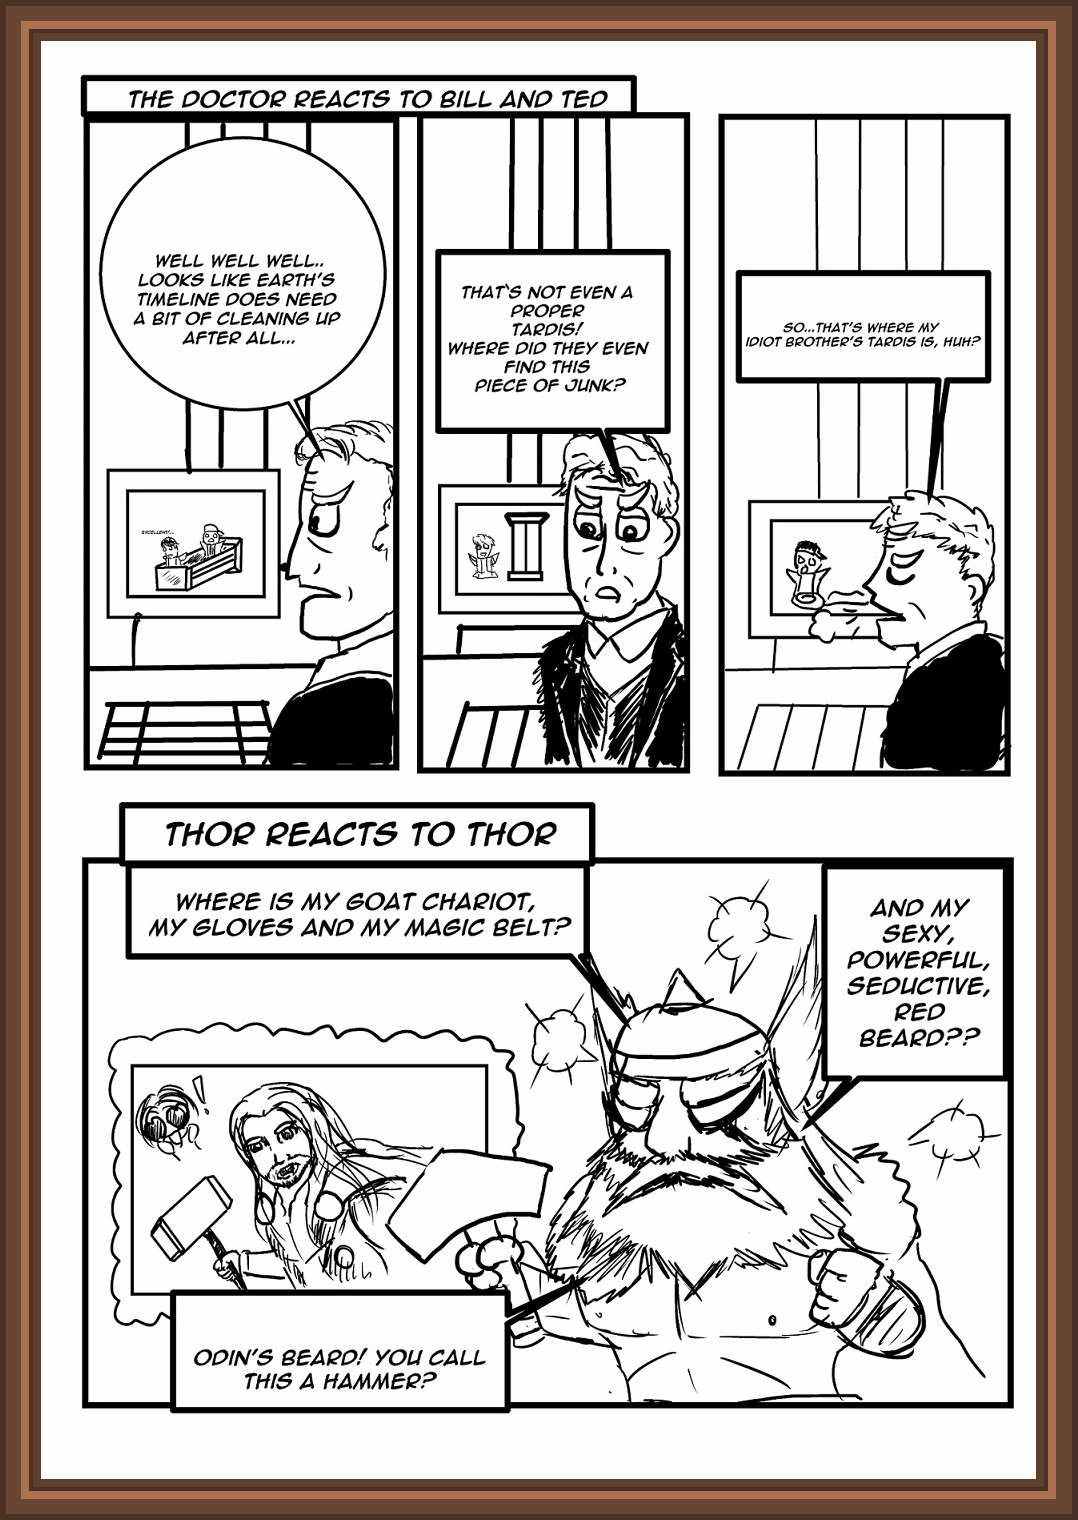 THE DOCTOR REACTS TO BILL AND TED
WELL WELL WELL..
LOOKS LIKE EARTH'S
TIMELINE DOES NEED
A BIT OF CLEANING UP
AFTER ALL...
EXCELLENT!...
THAT'S NOT EVEN A
PROPER
TARDIS!
WHERE DID THEY EVEN
FIND THIS
PIECE OF JUNK?
SO...THAT'S WHERE MY
IDIOT BROTHER'S TARDIS IS, HUH?
THOR REACTS TO THOR
WHERE IS MY GOAT CHARIOT,
MY GLOVES AND MY MAGIC BELT?
AND MY
SEXY,
POWERFUL,
SEDUCTIVE,
RED
BEARD??
!
ODIN'S BEARD! YOU CALL
THIS A HAMMER?